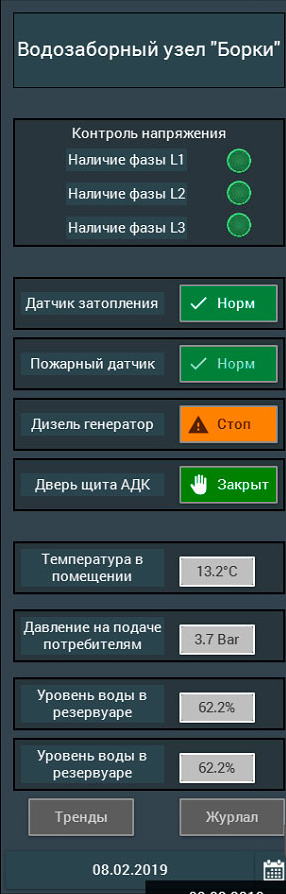 Водозаборный узел "Борки"
Контроль напряжения
Наличие фазы L1
Наличие фазы L2
Наличие фазы L3
Датчик затопления Норм
Пожарный датчик Норм
Дизель генератор Стоп
Дверь щита АДК Закрыт
Температура в
помещении
13.2°C
Давление на подаче
потребителям
3.7 Bar
Уровень воды в
резервуаре
62.2%
Уровень воды в
резервуаре
62.2%
Тренды Журлал
08.02.2019